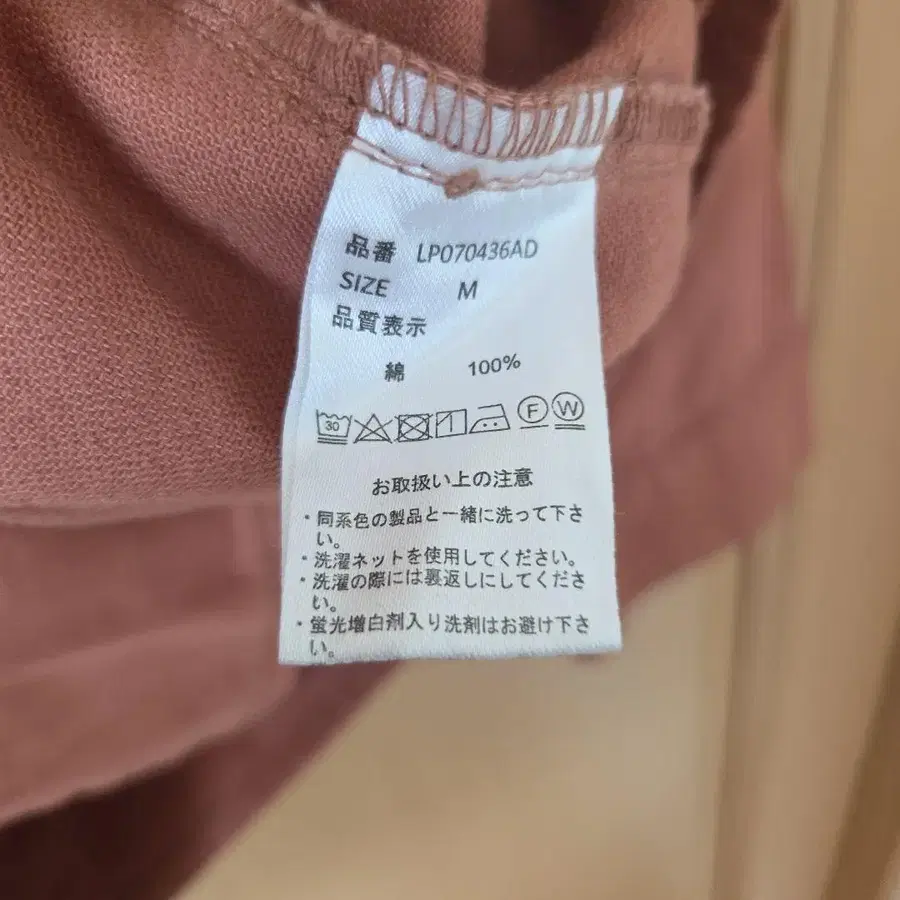 品番 LP070436AD
SIZE M
品質表示
綿 100%
30 F W
お取扱い上の注意
・同系色の製品と一緒に洗って下さ
い。
・洗濯ネットを使用してください。
・洗濯の際には裏返しにしてくださ
い。
・蛍光増白剤入り洗剤はお避け下さ
い。